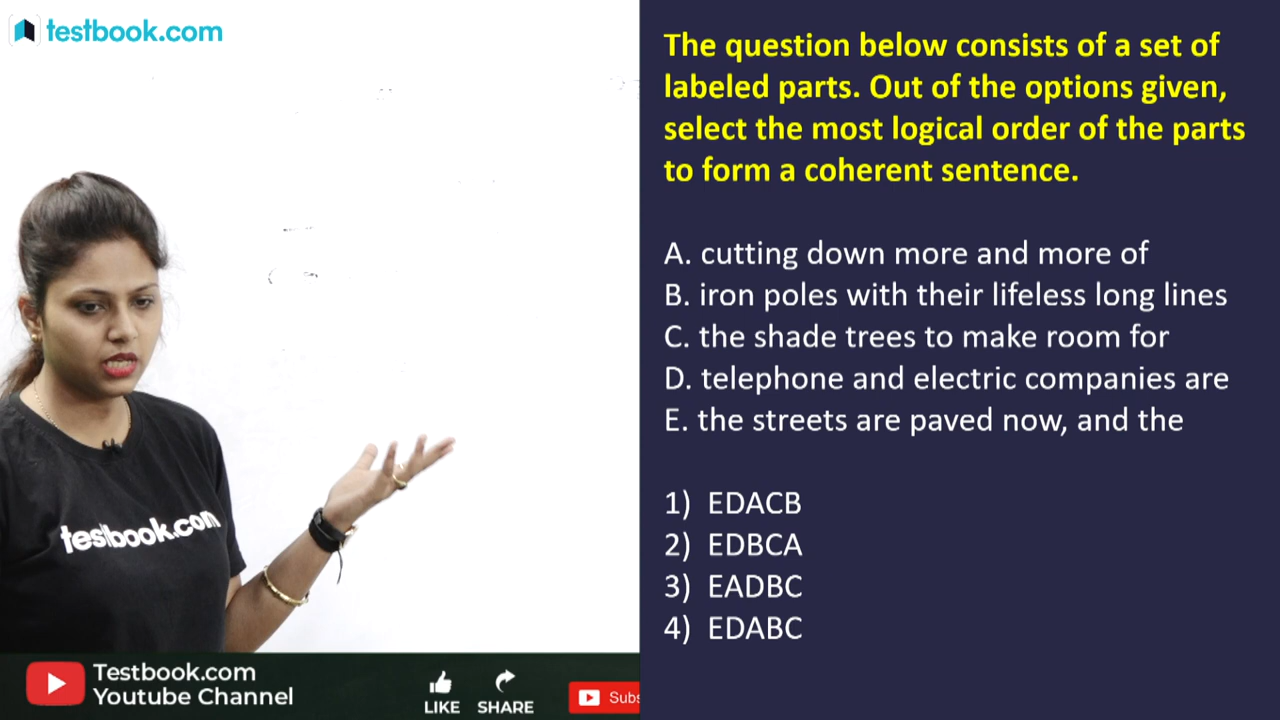 testbook.com
The question below consists of a set of
labeled parts. Out of the options given,
select the most logical order of the parts
to form a coherent sentence.
A. cutting down more and more of
B. iron poles with their lifeless long lines
C. the shade trees to make room for
D. telephone and electric companies are
E. the streets are paved now, and the
1) EDACB
2) EDBCA
3) EADBC
4) EDABC
testbook.com
Testbook.com
Youtube Channel
LIKE
SHARE
Subs